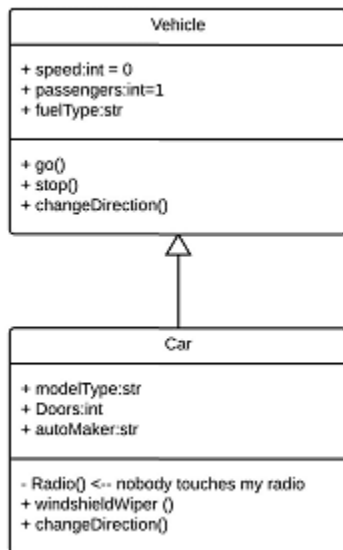 Vehicle
+ speed:int = 0
+ passengers:int=1
+ fuelType:str
+ go()
+ stop()
+ changeDirection()
Car
+ modelType:str
+ Doors:int
+ autoMaker:str
- Radio() <-- nobody touches my radio
+ windshieldWiper ()
+ changeDirection()